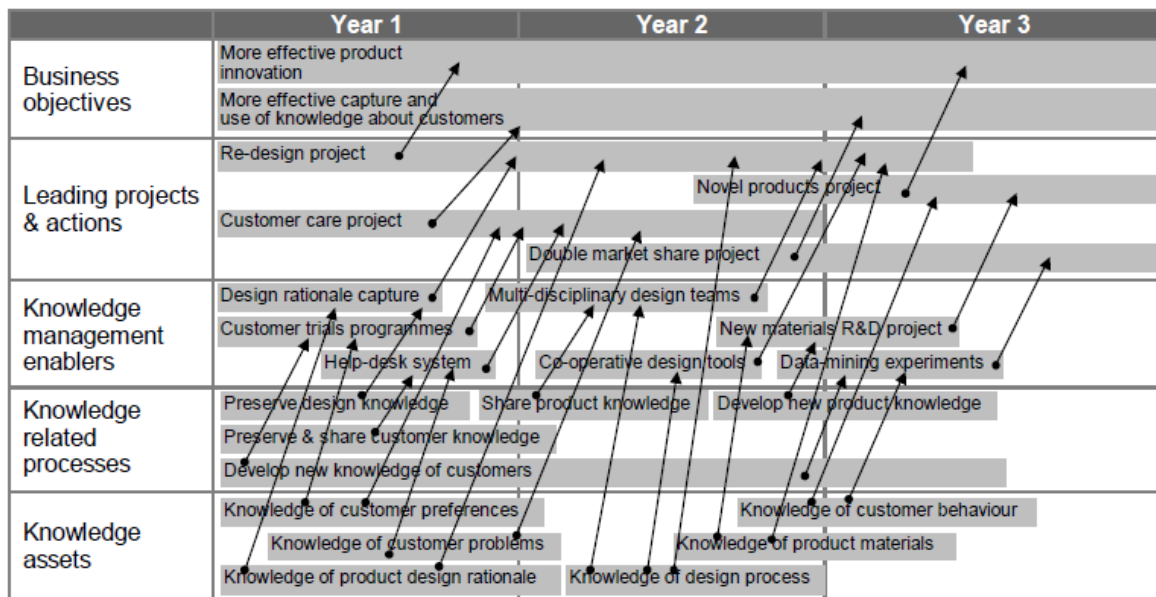 Year 1 Year 2 Year 3
Business
objectives
More effective product
innovation
More effective capture and
use of knowledge about customers
Leading projects
& actions
Re-design project
Novel products project
Customer care project
Double market share project
Knowledge
management
enablers
Design rationale capture
Multi-disciplinary design teams
Customer trials programmes
New materials R&D project
Help-desk system
Co-operative design tools
Data-mining experiments
Knowledge
related
processes
Preserve design knowledge
Share product knowledge
Develop new product knowledge
Preserve & share customer knowledge
Develop new knowledge of customers
Knowledge
assets
Knowledge of customer preferences
Knowledge of customer behaviour
Knowledge of customer problems
Knowledge of product materials
Knowledge of product design rationale
Knowledge of design process